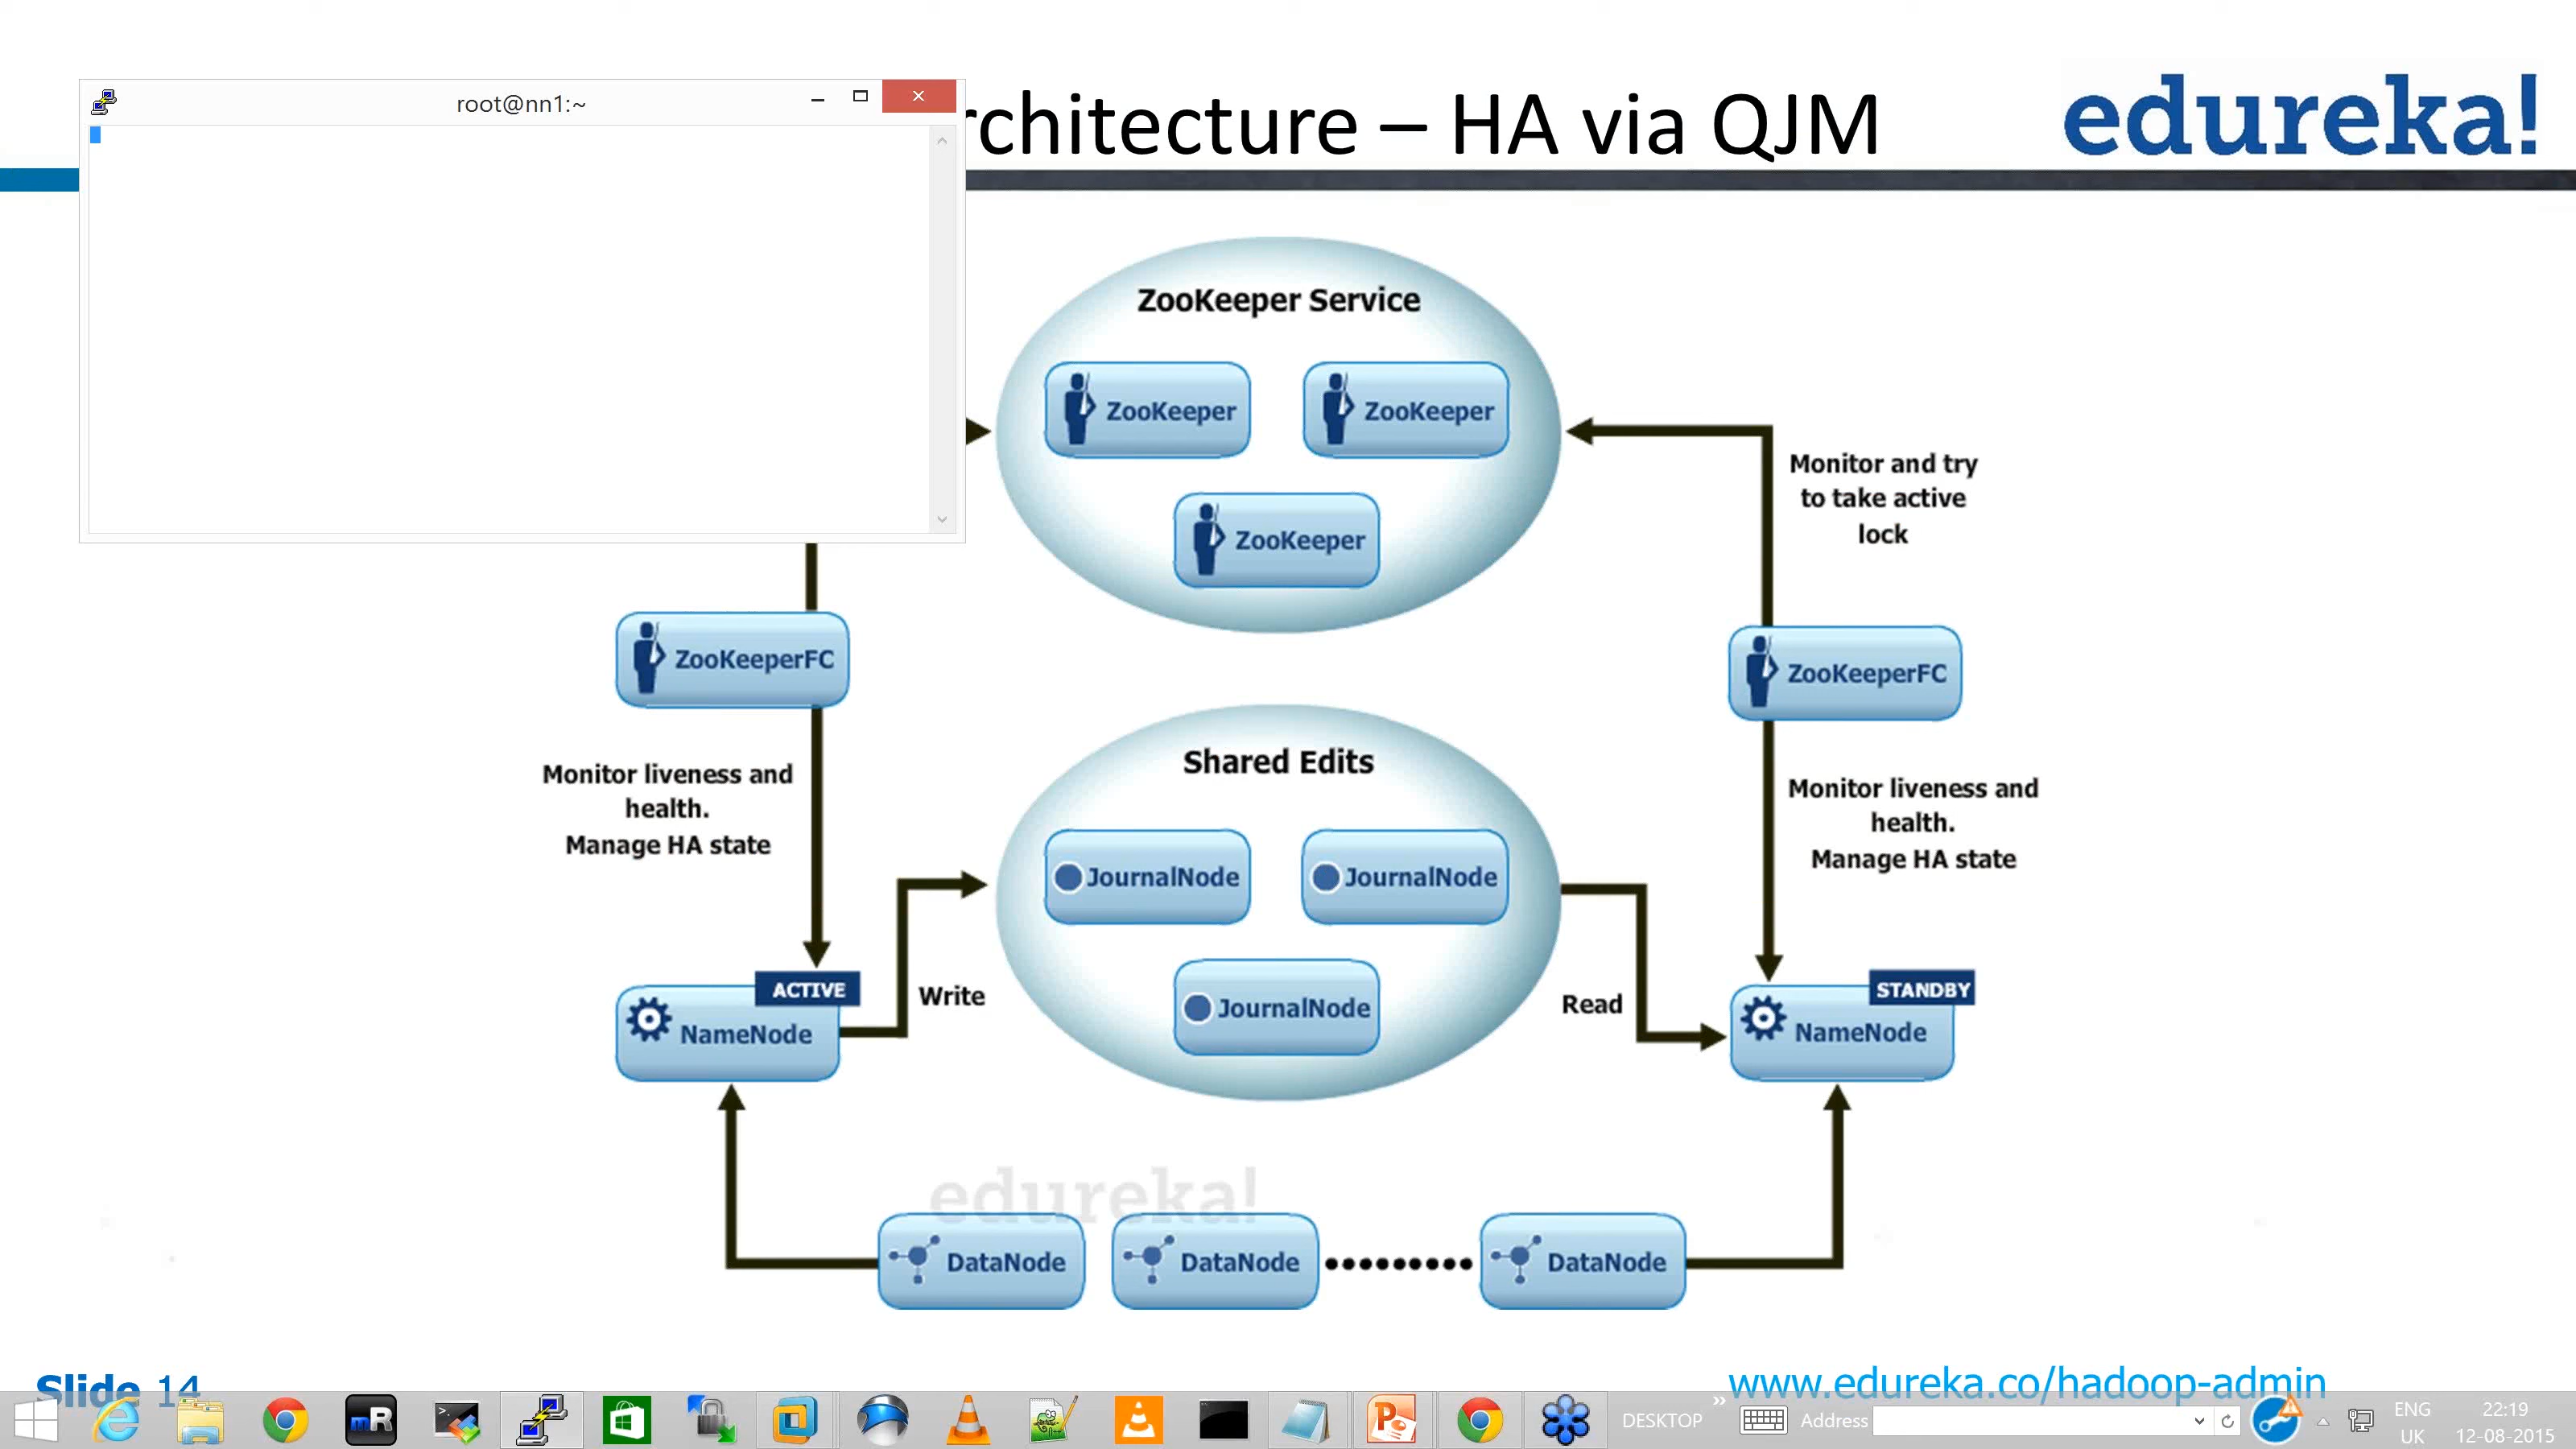 root@nn1:~
rchitecture – HA via QJM
edureka!
ZooKeeper Service
ZooKeeper
ZooKeeper
ZooKeeper
Monitor and try
to take active
lock
ZooKeeperFC
ZooKeeperFC
Shared Edits
Monitor liveness and
health.
Manage HA state
Monitor liveness and
health.
Manage HA state
JournalNode
JournalNode
JournalNode
ACTIVE
NameNode
Write
Read
STANDBY
NameNode
edureka!
DataNode
DataNode
DataNode
Slide 14
www.edureka.co/hadoop-admin
mR
DESKTOP
Address
ENG
UK
22:19
12-08-2015